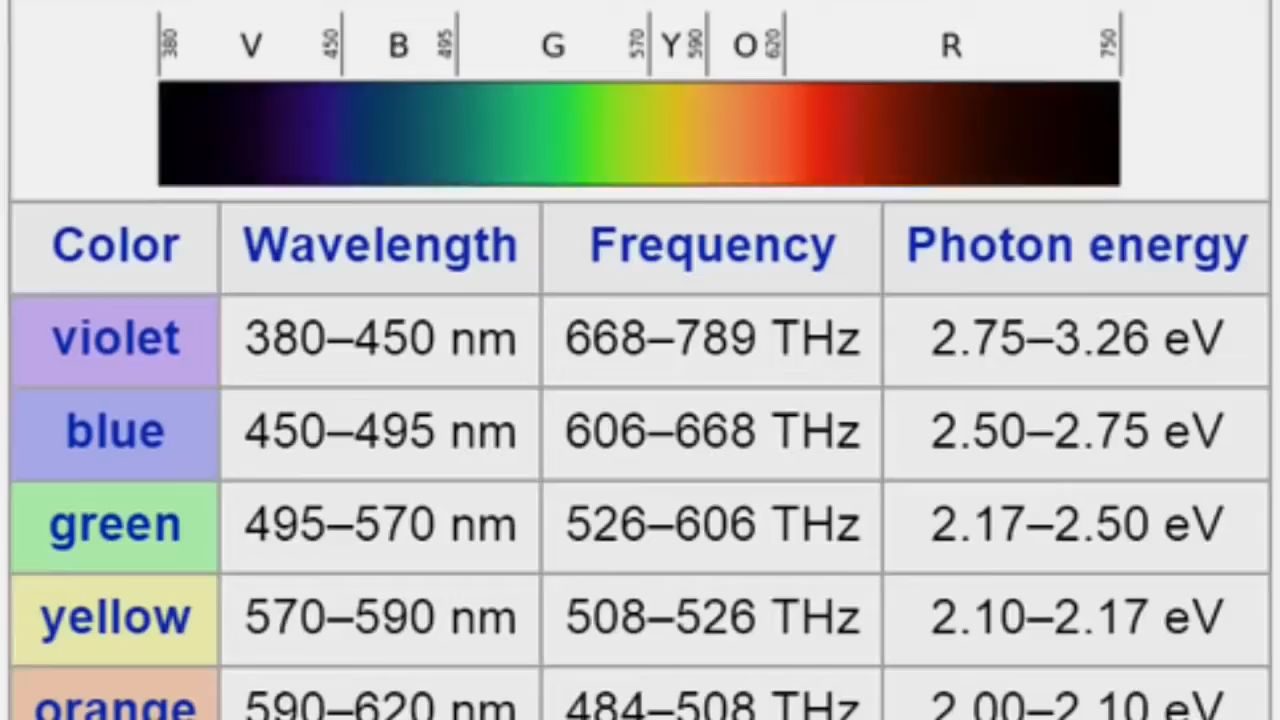 380 V 450 B 495 G 570 Y 590 O 620 R 750
Color Wavelength Frequency Photon energy
violet 380–450 nm 668–789 THz 2.75–3.26 eV
blue 450–495 nm 606–668 THz 2.50–2.75 eV
green 495–570 nm 526–606 THz 2.17–2.50 eV
yellow 570–590 nm 508–526 THz 2.10–2.17 eV
orange 590–620 nm 484–508 THz 2.00–2.10 eV